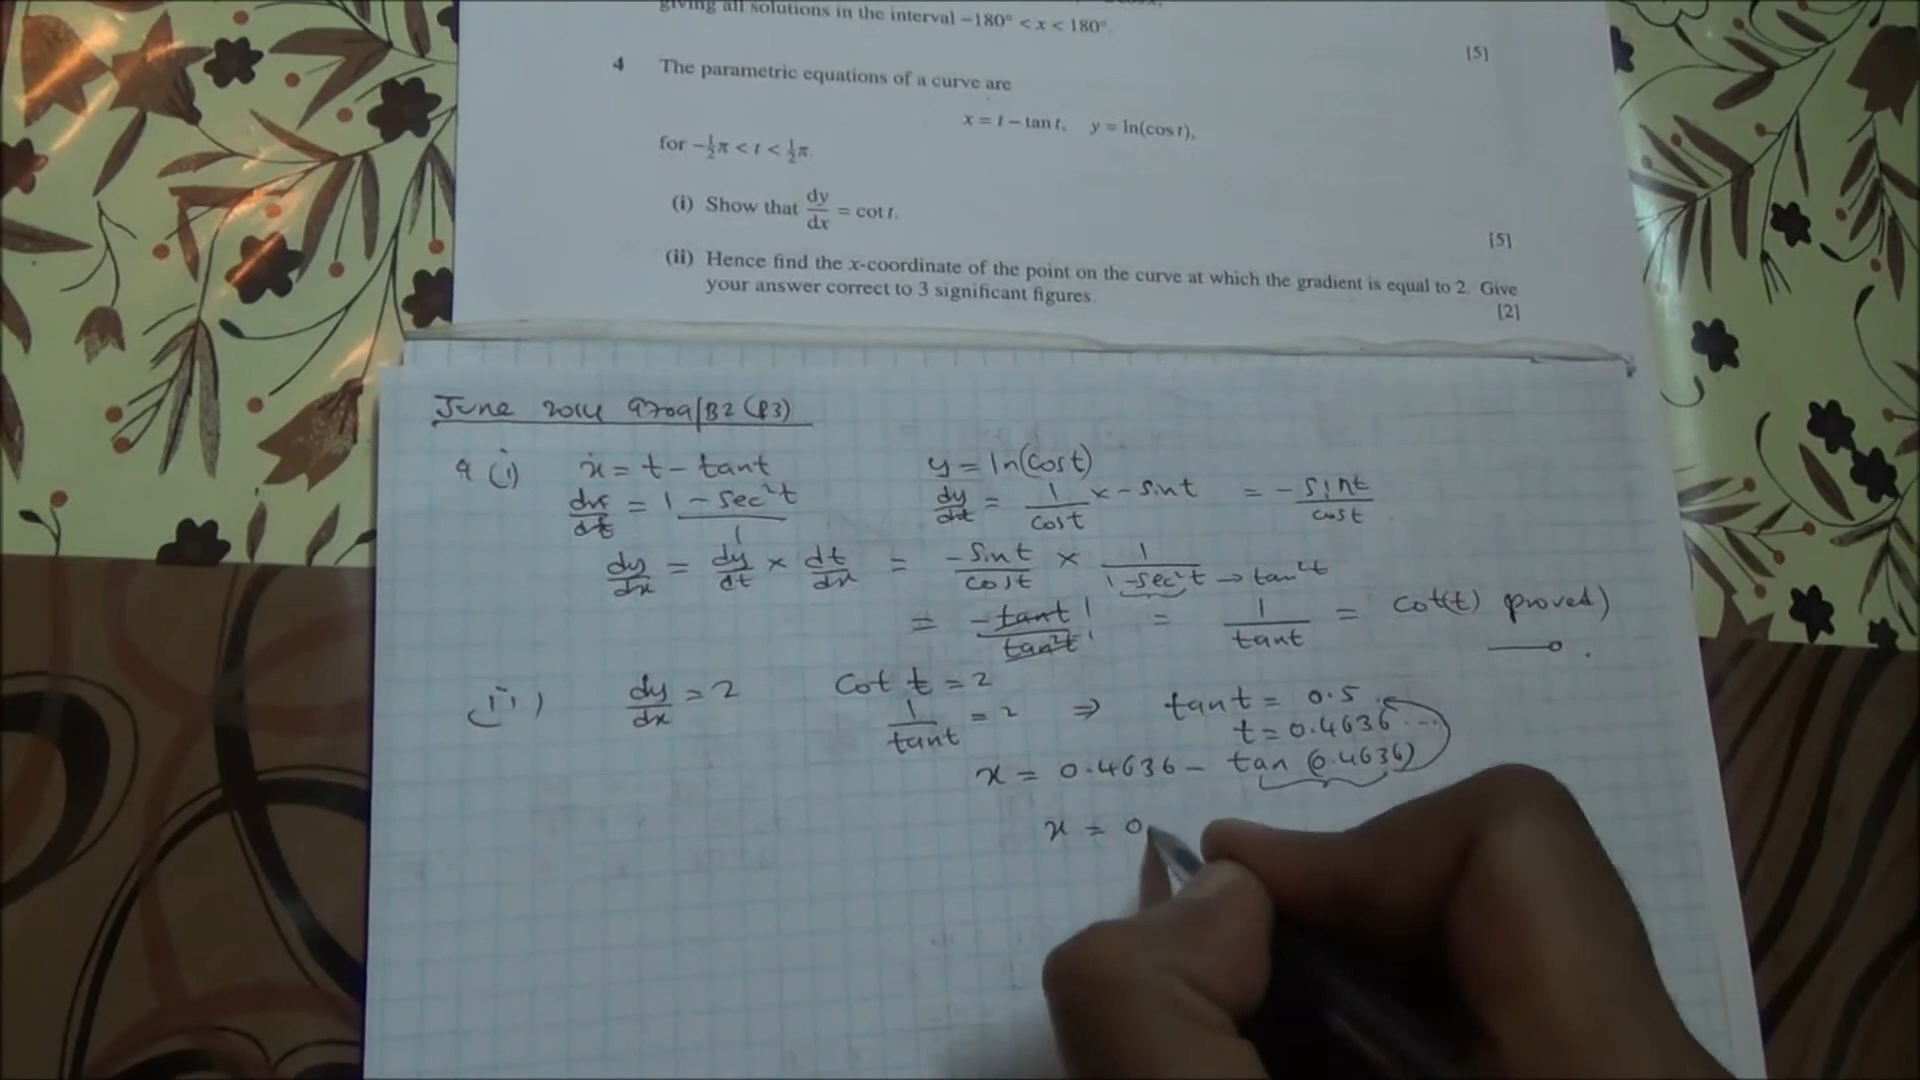 giving all solutions in the interval −180° < x < 180°.
[5]
4 The parametric equations of a curve are
x = t − tan t, y = ln(cos t),
for −½π < t < ½π.
(i) Show that dy/dx = cot t.
[5]
(ii) Hence find the x-coordinate of the point on the curve at which the gradient is equal to 2. Give
your answer correct to 3 significant figures.
[2]
June 2014 9709/32 (P3)
4 (i) x = t − tant y = ln(cost)
dx/dt = 1 − sec²t dy/dt = 1/cost × −sint = − sint/cost
dy/dx = dy/dt × dt/dx = −sint/cost × 1/1−sec²t → tan²t
= −tant/tan²t = 1/tant = cot(t) proved)
(ii) dy/dx = 2 cot t = 2
1/tant = 2 ⇒ tant = 0.5
t = 0.4636...
x = 0.4636 − tan (0.4636)
x = 0